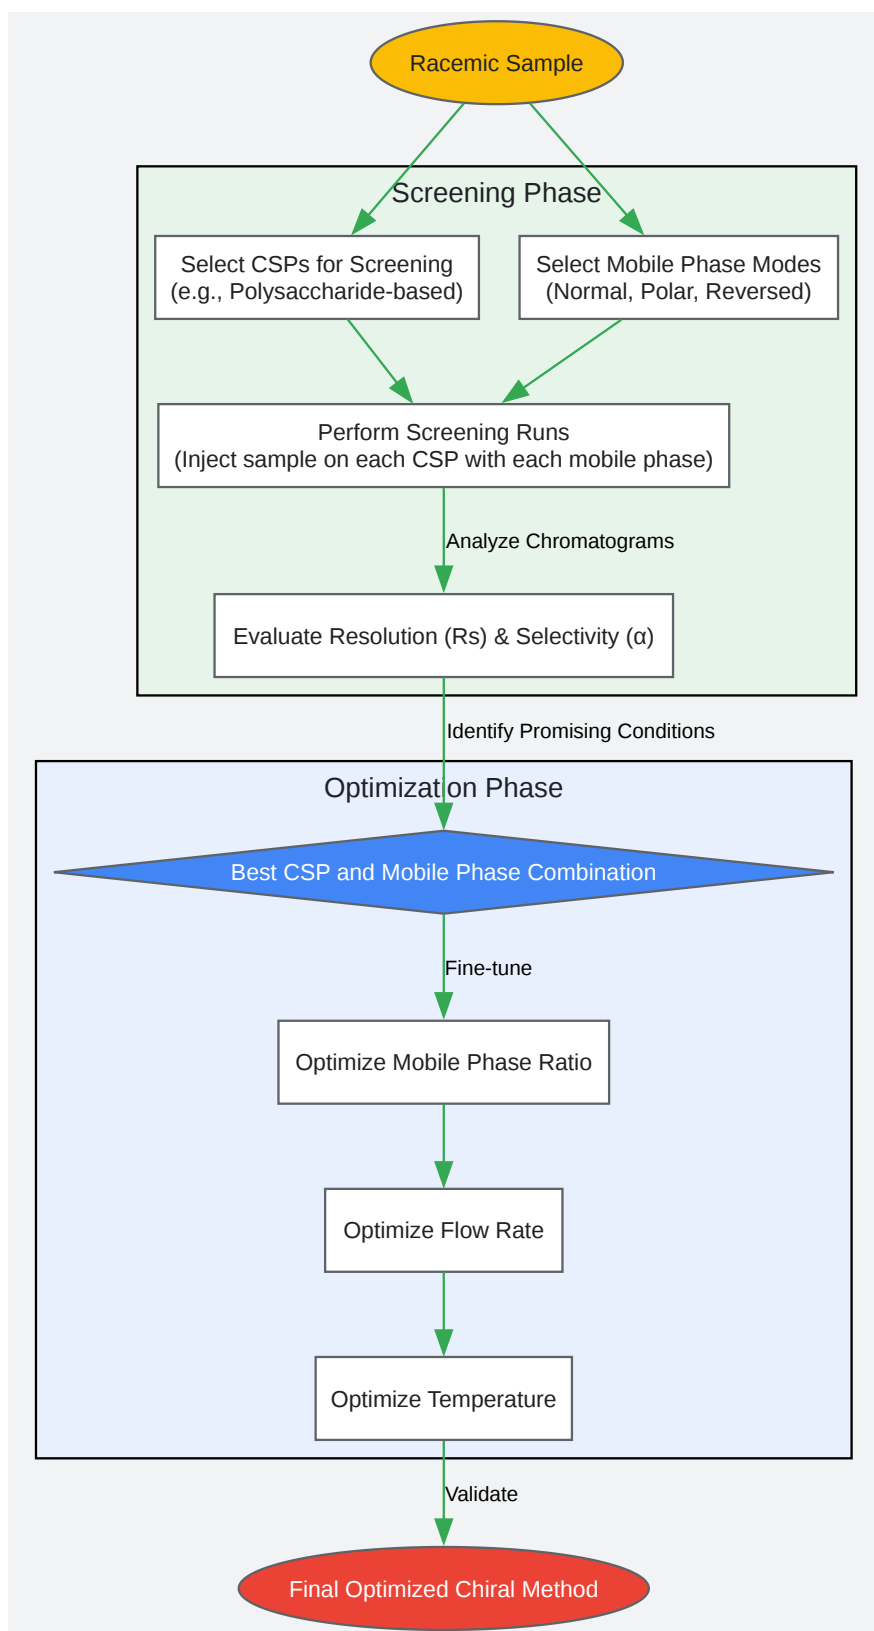 Racemic Sample
Screening Phase
Select CSPs for Screening
(e.g., Polysaccharide-based)
Select Mobile Phase Modes
(Normal, Polar, Reversed)
Perform Screening Runs
(Inject sample on each CSP with each mobile phase)
Analyze Chromatograms
Evaluate Resolution (Rs) & Selectivity (α)
Identify Promising Conditions
Optimization Phase
Best CSP and Mobile Phase Combination
Fine-tune
Optimize Mobile Phase Ratio
Optimize Flow Rate
Optimize Temperature
Validate
Final Optimized Chiral Method